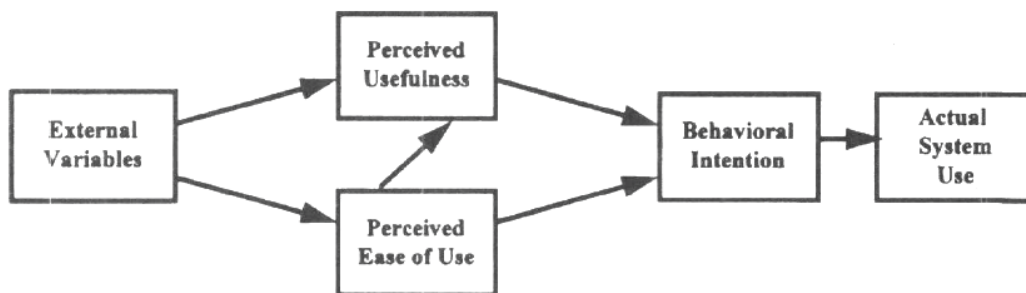 External
Variables
Perceived
Usefulness
Perceived
Ease of Use
Behavioral
Intention
Actual
System
Use